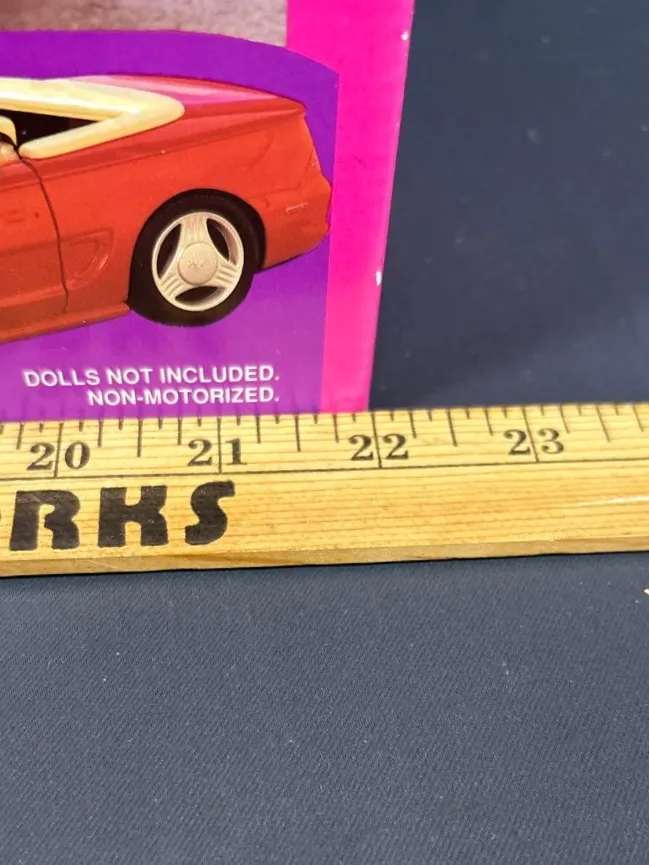 DOLLS NOT INCLUDED.
NON-MOTORIZED.
20 21 22 23
RKS